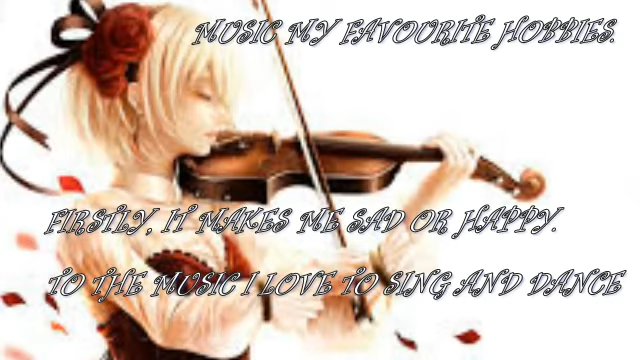 MUSIC MY FAVOURITE HOBBIES.
FIRSTLY, IT MAKES ME SAD OR HAPPY.
TO THE MUSIC I LOVE TO SING AND DANCE